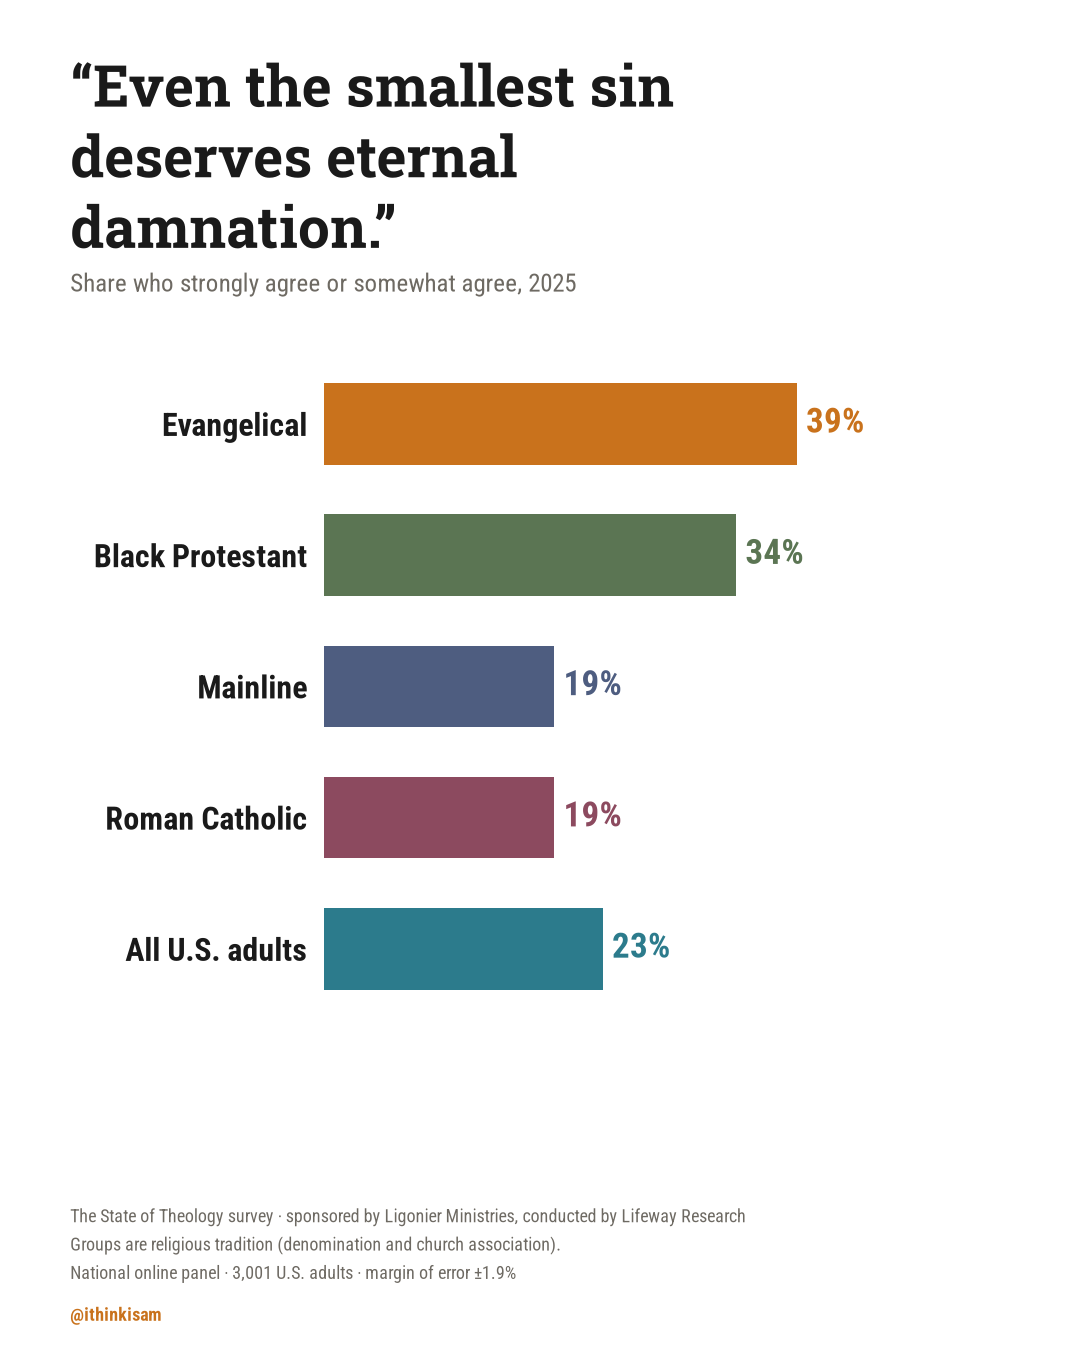 “Even the smallest sin
deserves eternal
damnation.”
Share who strongly agree or somewhat agree, 2025
Evangelical 39%
Black Protestant 34%
Mainline 19%
Roman Catholic 19%
All U.S. adults 23%
The State of Theology survey · sponsored by Ligonier Ministries, conducted by Lifeway Research
Groups are religious tradition (denomination and church association).
National online panel · 3,001 U.S. adults · margin of error ±1.9%
@ithinkisam